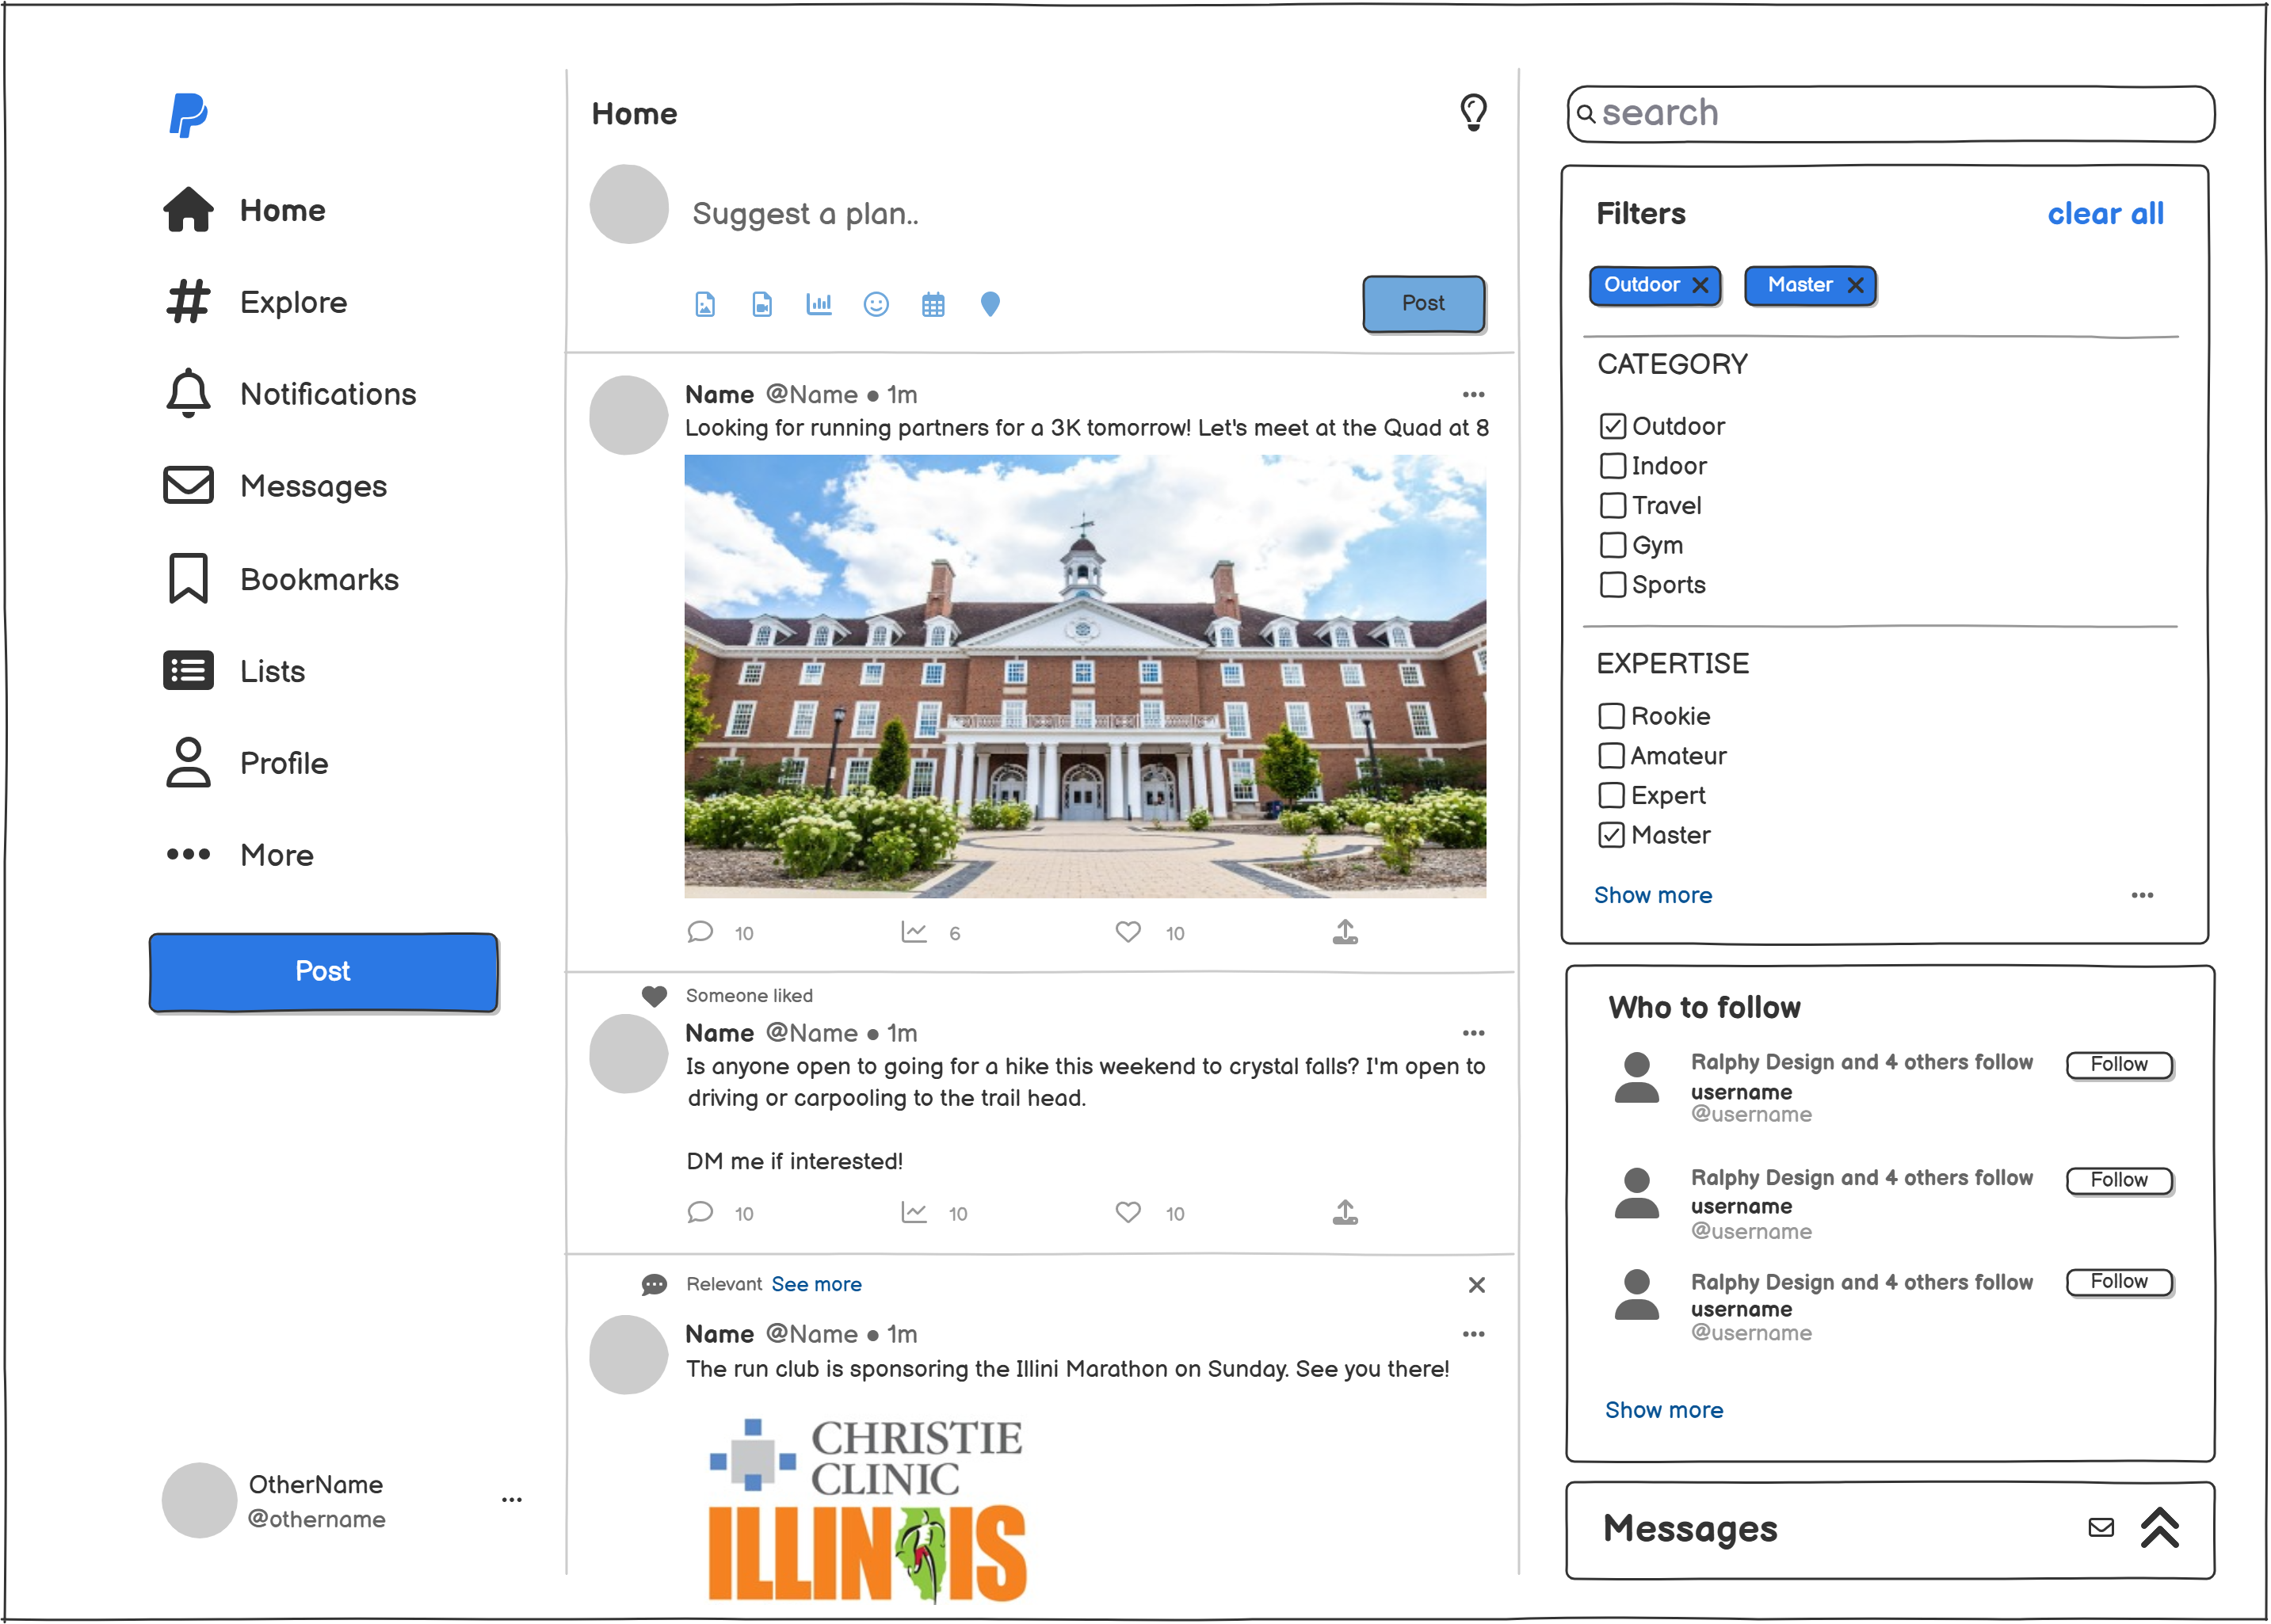 Home
Explore
Notifications
Messages
Bookmarks
Lists
Profile
More
Post
OtherName
@othername
Home
Suggest a plan..
Post
Name @Name • 1m
Looking for running partners for a 3K tomorrow! Let's meet at the Quad at 8
10 6 10
Someone liked
Name @Name • 1m
Is anyone open to going for a hike this weekend to crystal falls? I'm open to
driving or carpooling to the trail head.
DM me if interested!
10 10 10
Relevant See more
Name @Name • 1m
The run club is sponsoring the Illini Marathon on Sunday. See you there!
CHRISTIE
CLINIC
ILLINOIS
search
Filters clear all
Outdoor Master
CATEGORY
Outdoor
Indoor
Travel
Gym
Sports
EXPERTISE
Rookie
Amateur
Expert
Master
Show more
Who to follow
Ralphy Design and 4 others follow Follow
username
@username
Ralphy Design and 4 others follow Follow
username
@username
Ralphy Design and 4 others follow Follow
username
@username
Show more
Messages